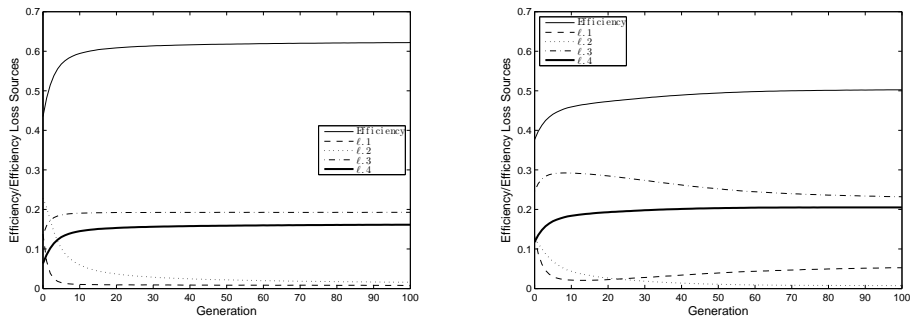 0.7
0.6
0.5
0.4
0.3
0.2
0.1
0
Efficiency/Efficiency Loss Sources
Efficiency
ℓ.1
ℓ.2
ℓ.3
ℓ.4
0 10 20 30 40 50 60 70 80 90 100
Generation
0.7
0.6
0.5
0.4
0.3
0.2
0.1
0
Efficiency/Efficiency Loss Sources
Efficiency
ℓ.1
ℓ.2
ℓ.3
ℓ.4
0 10 20 30 40 50 60 70 80 90 100
Generation